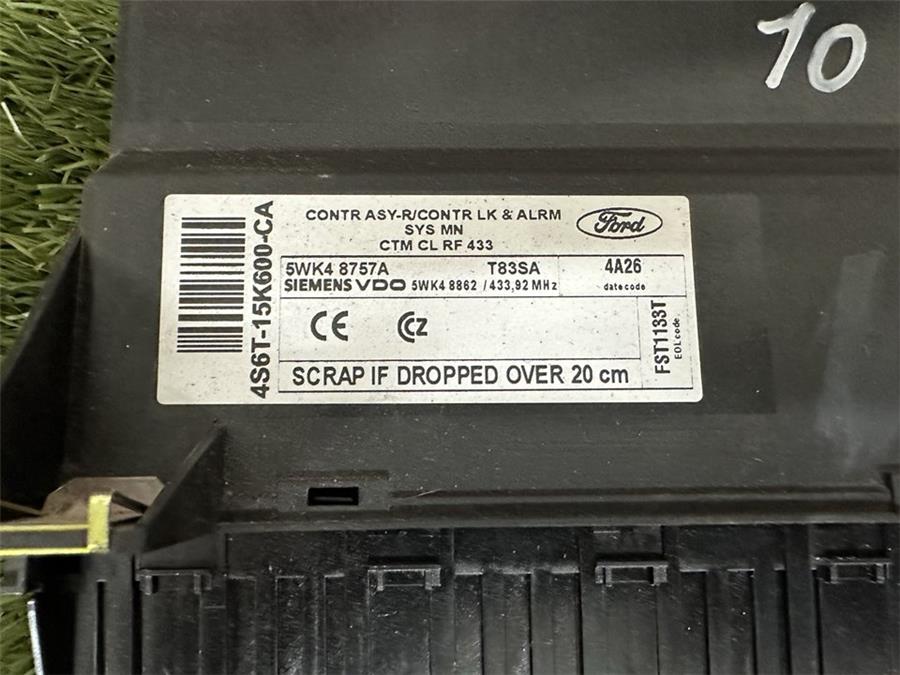 10
CONTR ASY-R/CONTR LK & ALRM
SYS MN
CTM CL RF 433
Ford
4S6T-15K600-CA
5WK4 8757A T83SA 4A26
SIEMENS VDO 5WK4 8862 / 433,92 MHz datecode
CE CZ
FST1133T
EOLcode
SCRAP IF DROPPED OVER 20 cm